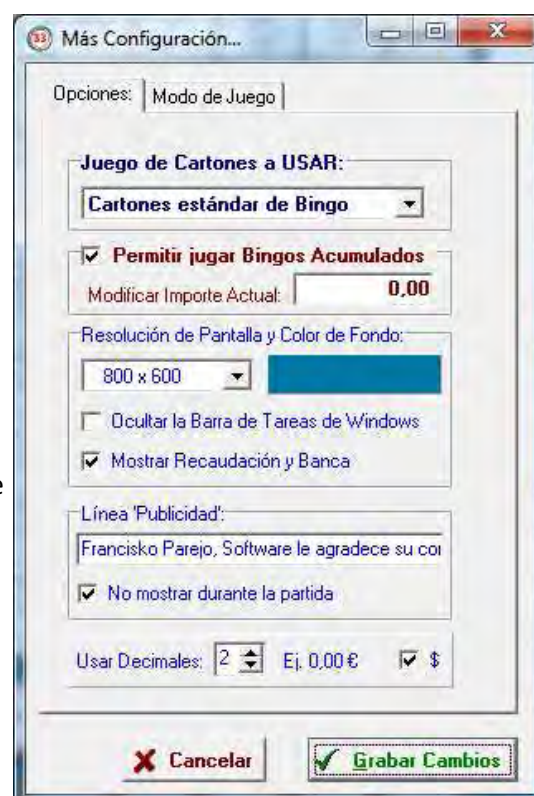 33 Más Configuración...
Opciones: Modo de Juego
Juego de Cartones a USAR:
Cartones estándar de Bingo
Permitir jugar Bingos Acumulados
Modificar Importe Actual: 0,00
Resolución de Pantalla y Color de Fondo:
800 x 600
Ocultar la Barra de Tareas de Windows
Mostrar Recaudación y Banca
e
Línea 'Publicidad':
Francisko Parejo, Software le agradece su con
No mostrar durante la partida
Usar Decimales: 2 Ej. 0,00 € $
Cancelar Grabar Cambios